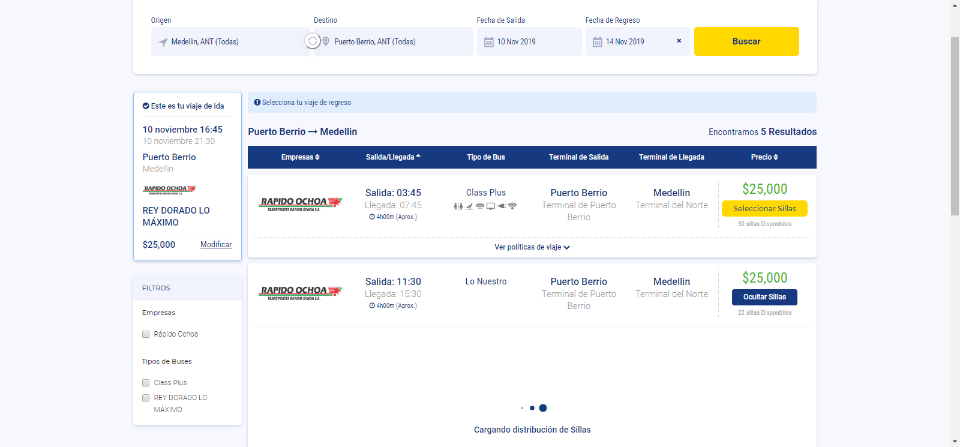 Origen
Destino
Fecha de Salida
Fecha de Regreso
Medellin, ANT (Todas)
Puerto Berrio, ANT (Todas)
10 Nov 2019
14 Nov 2019
×
Buscar
Este es tu viaje de ida
10 noviembre 16:45
10 noviembre 21:30
Puerto Berrio
Medellin
RAPIDO OCHOA
REY DORADO LO
MÁXIMO
$25,000
Modificar
FILTROS
Empresas
Rápido Ochoa
Tipos de Buses
Class Plus
REY DORADO LO
MÁXIMO
Selecciona tu viaje de regreso
Puerto Berrio → Medellin
Encontramos 5 Resultados
Empresas
Salida/Llegada
Tipo de Bus
Terminal de Salida
Terminal de Llegada
Precio
RAPIDO OCHOA
Salida: 03:45
Llegada: 07:45
4h00m (Aprox.)
Class Plus
Puerto Berrio
Terminal de Puerto
Berrio
Medellin
Terminal del Norte
$25,000
Seleccionar Sillas
30 sillas Disponibles
Ver políticas de viaje
RAPIDO OCHOA
Salida: 11:30
Llegada: 15:30
4h00m (Aprox.)
Lo Nuestro
Puerto Berrio
Terminal de Puerto
Berrio
Medellin
Terminal del Norte
$25,000
Ocultar Sillas
22 sillas Disponibles
Cargando distribución de Sillas